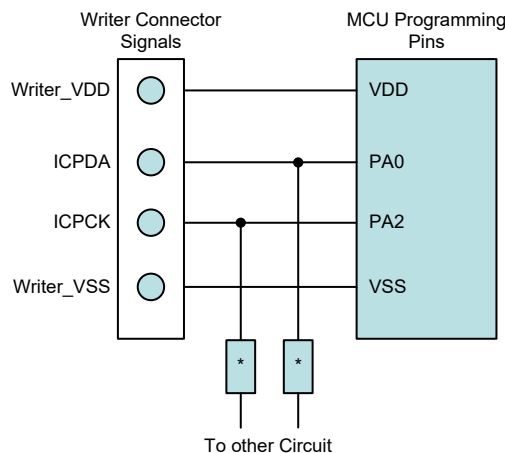 Writer Connector
Signals
MCU Programming
Pins
Writer_VDD
VDD
ICPDA
PA0
ICPCK
PA2
Writer_VSS
VSS
*
*
To other Circuit